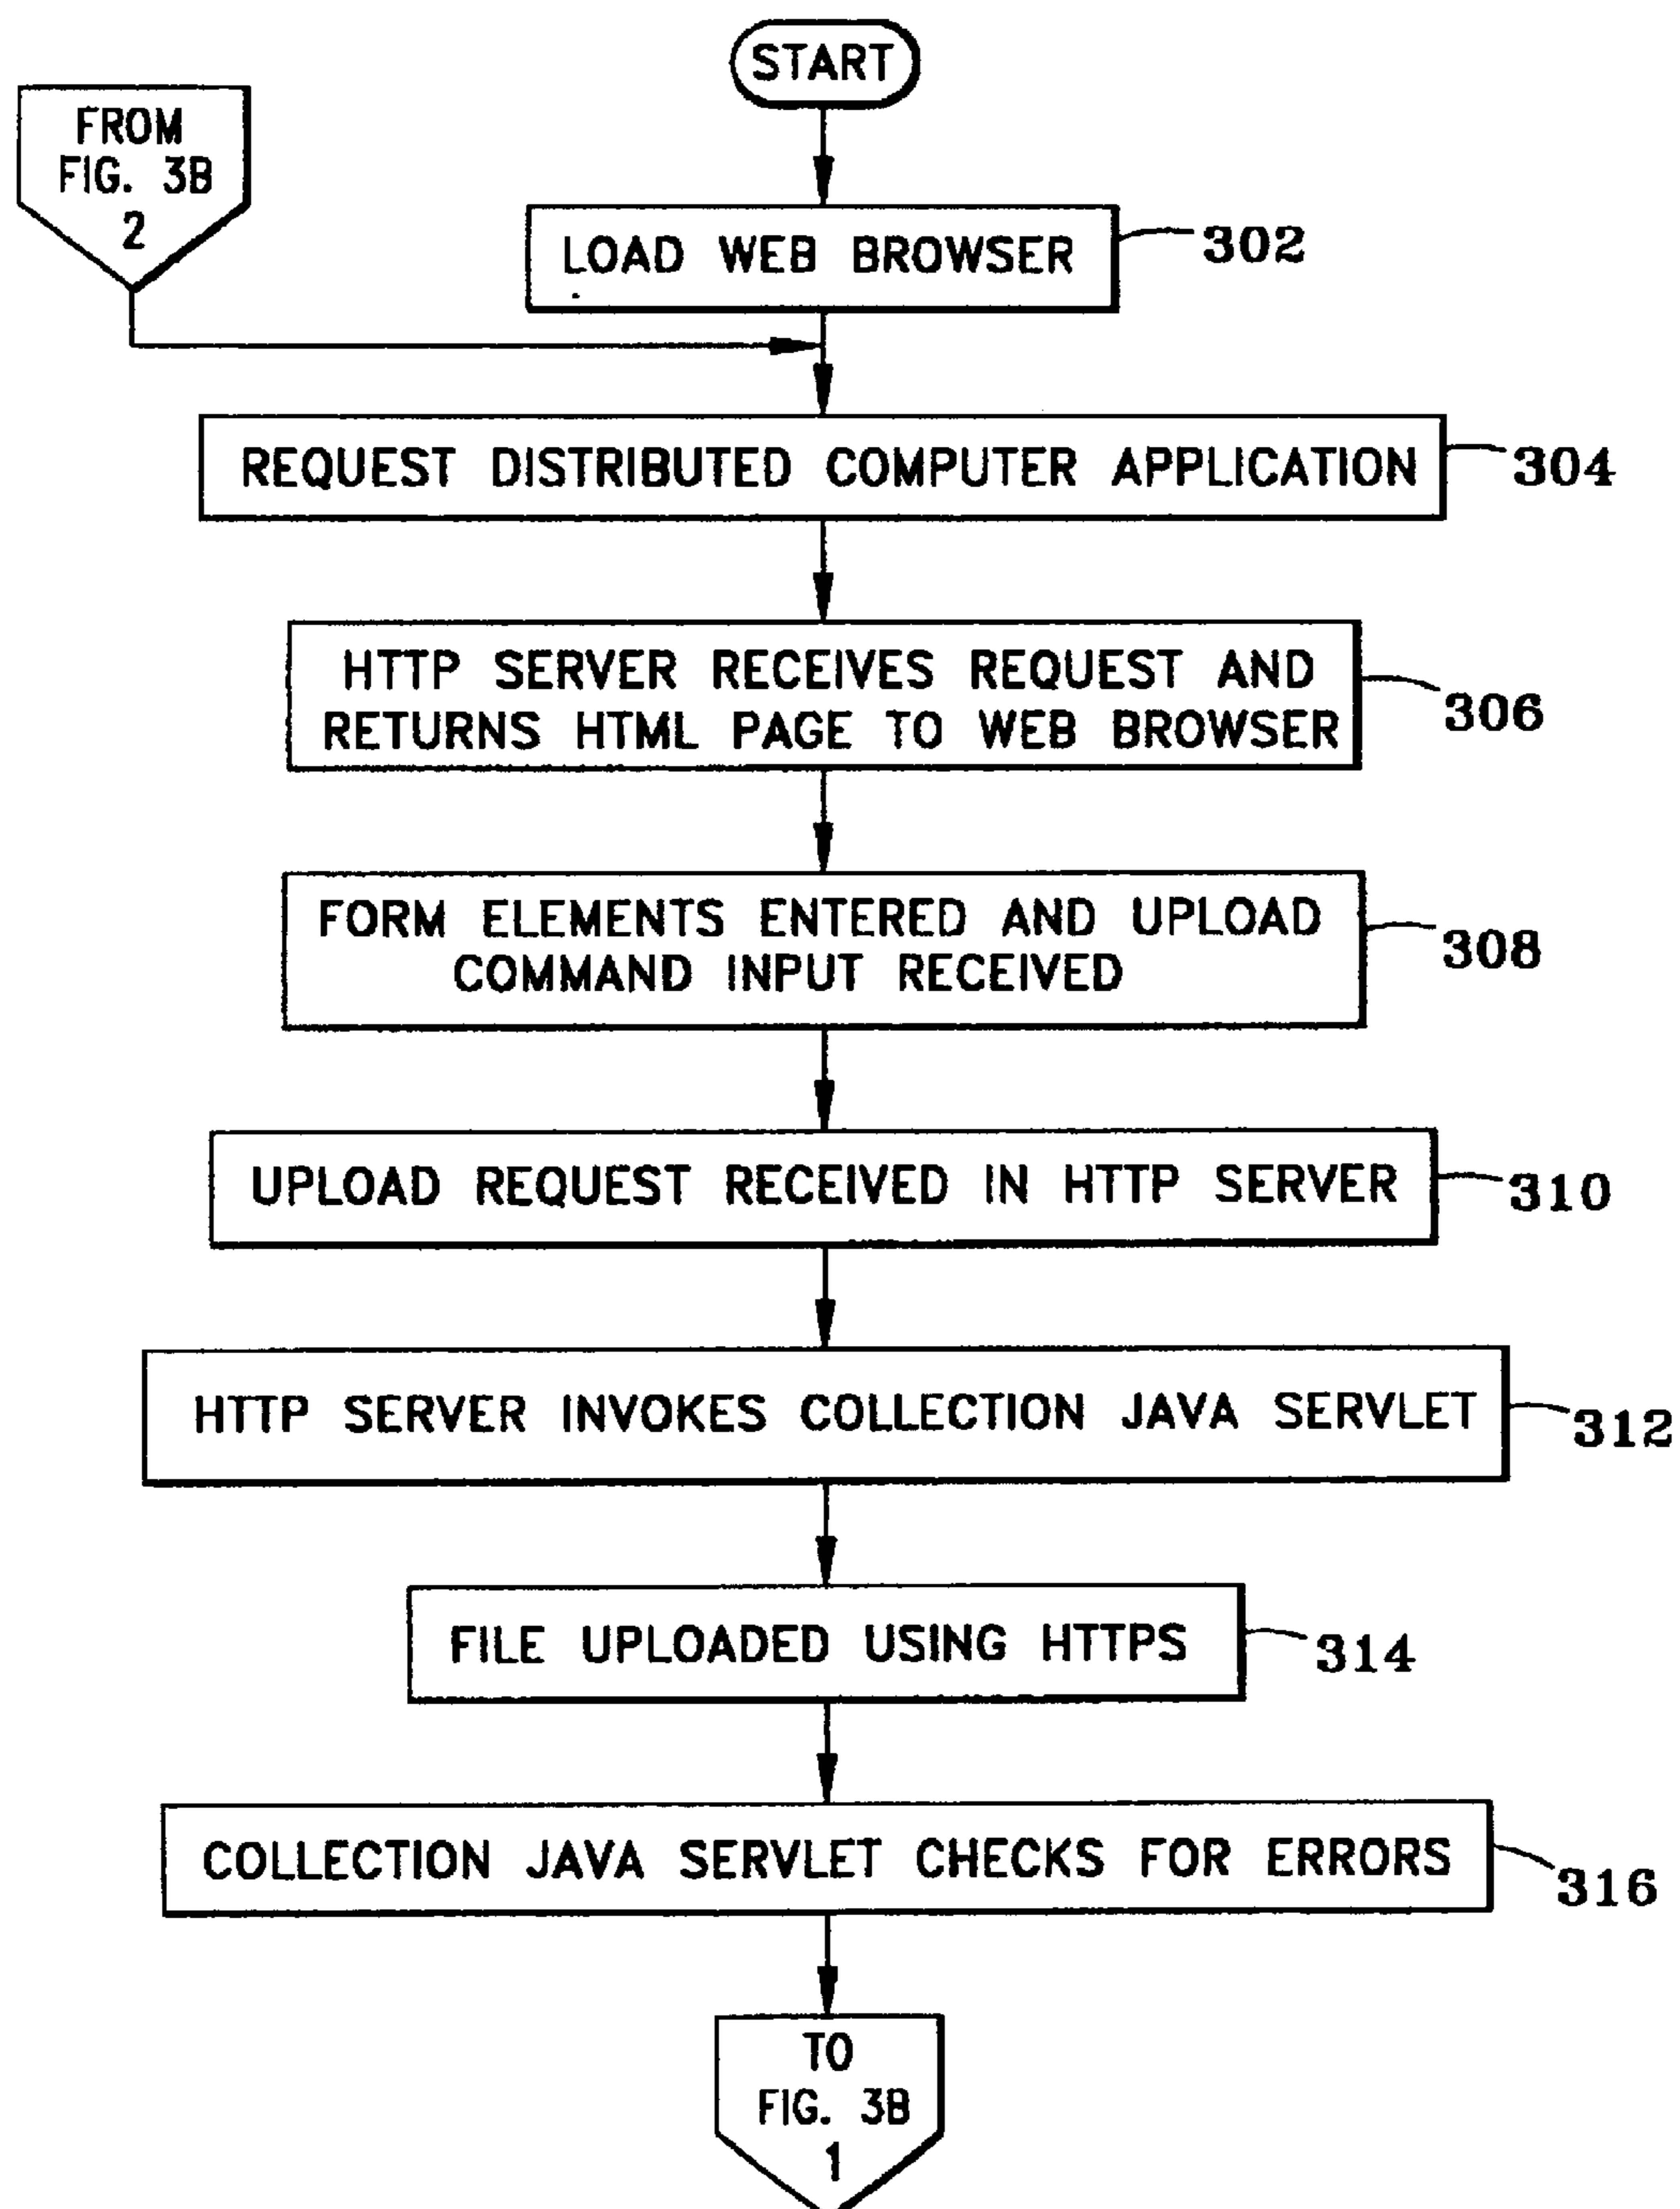 START
FROM
FIG. 3B
2
LOAD WEB BROWSER
302
REQUEST DISTRIBUTED COMPUTER APPLICATION
304
HTTP SERVER RECEIVES REQUEST AND
RETURNS HTML PAGE TO WEB BROWSER
306
FORM ELEMENTS ENTERED AND UPLOAD
COMMAND INPUT RECEIVED
308
UPLOAD REQUEST RECEIVED IN HTTP SERVER
310
HTTP SERVER INVOKES COLLECTION JAVA SERVLET
312
FILE UPLOADED USING HTTPS
314
COLLECTION JAVA SERVLET CHECKS FOR ERRORS
316
TO
FIG. 3B
1